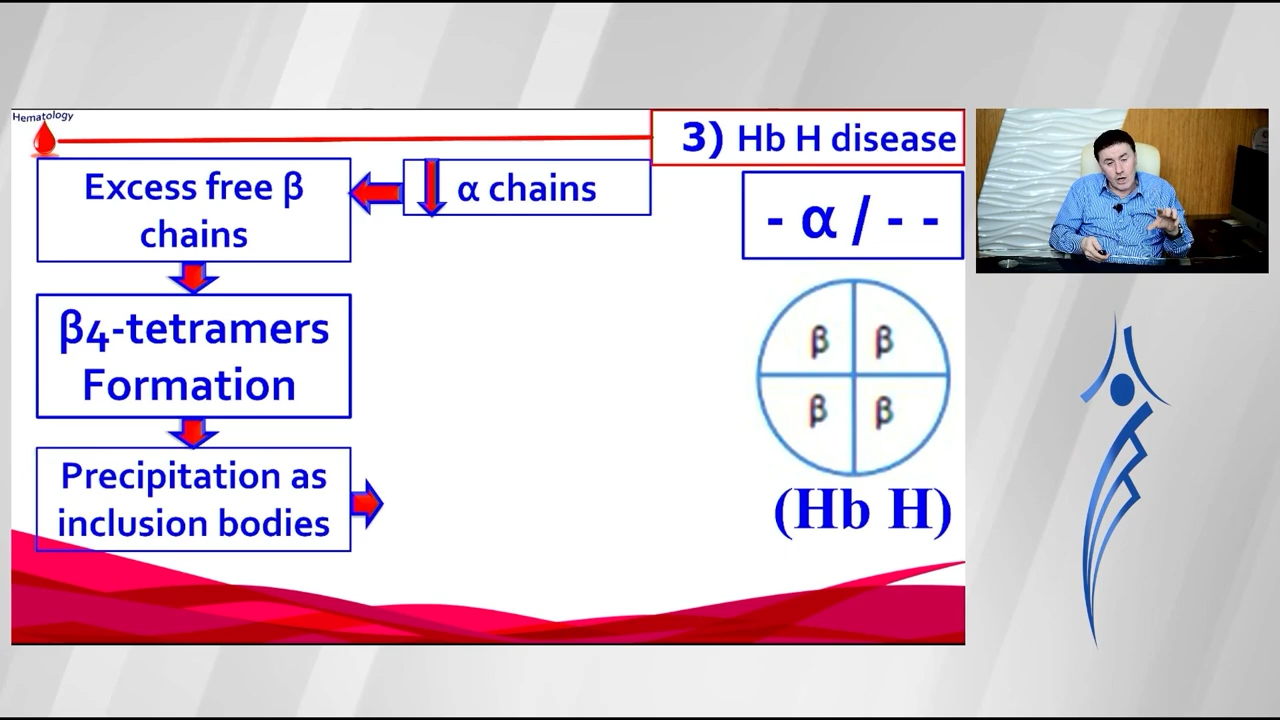 Hematology
3) Hb H disease
Excess free β
chains
α chains
- α / - -
β4-tetramers
Formation
β β
β β
Precipitation as
inclusion bodies
(Hb H)